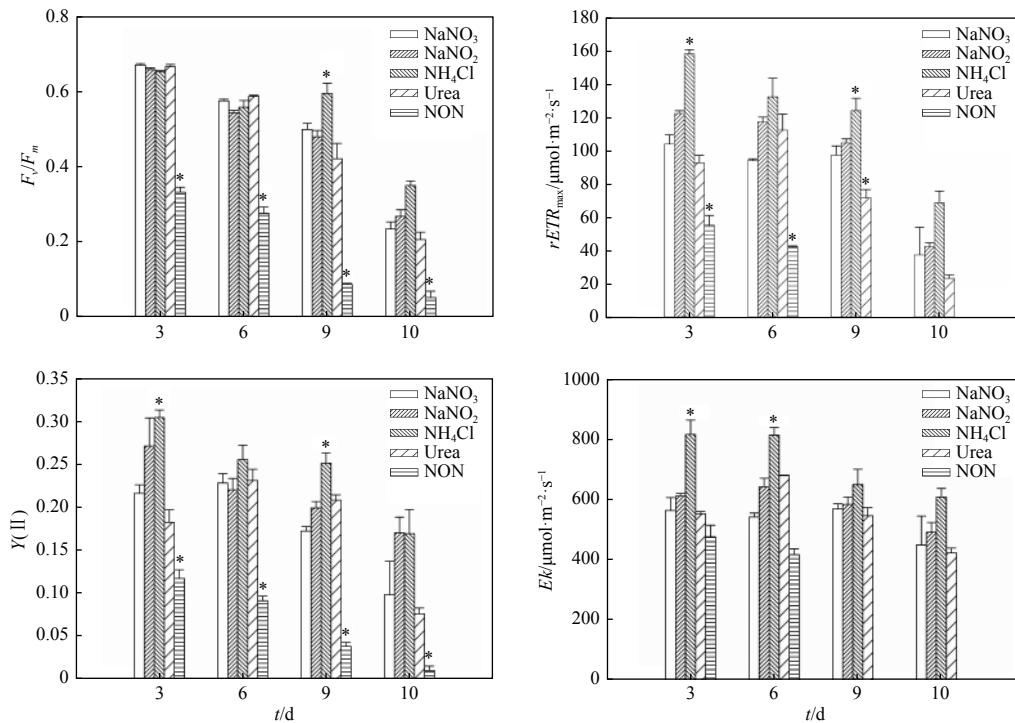 0.8
0.6
0.4
0.2
0
Fv/Fm
NaNO₃
NaNO₂
NH₄Cl
Urea
NON
*
*
*
*
*
3 6 9 10
180
160
140
120
100
80
60
40
20
0
rETRmax/μmol·m⁻²·s⁻¹
NaNO₃
NaNO₂
NH₄Cl
Urea
NON
*
*
*
*
*
3 6 9 10
0.35
0.30
0.25
0.20
0.15
0.10
0.05
0
Y(II)
NaNO₃
NaNO₂
NH₄Cl
Urea
NON
*
*
*
*
*
*
3 6 9 10
t/d
1000
800
600
400
200
0
Ek/μmol·m⁻²·s⁻¹
NaNO₃
NaNO₂
NH₄Cl
Urea
NON
*
*
3 6 9 10
t/d